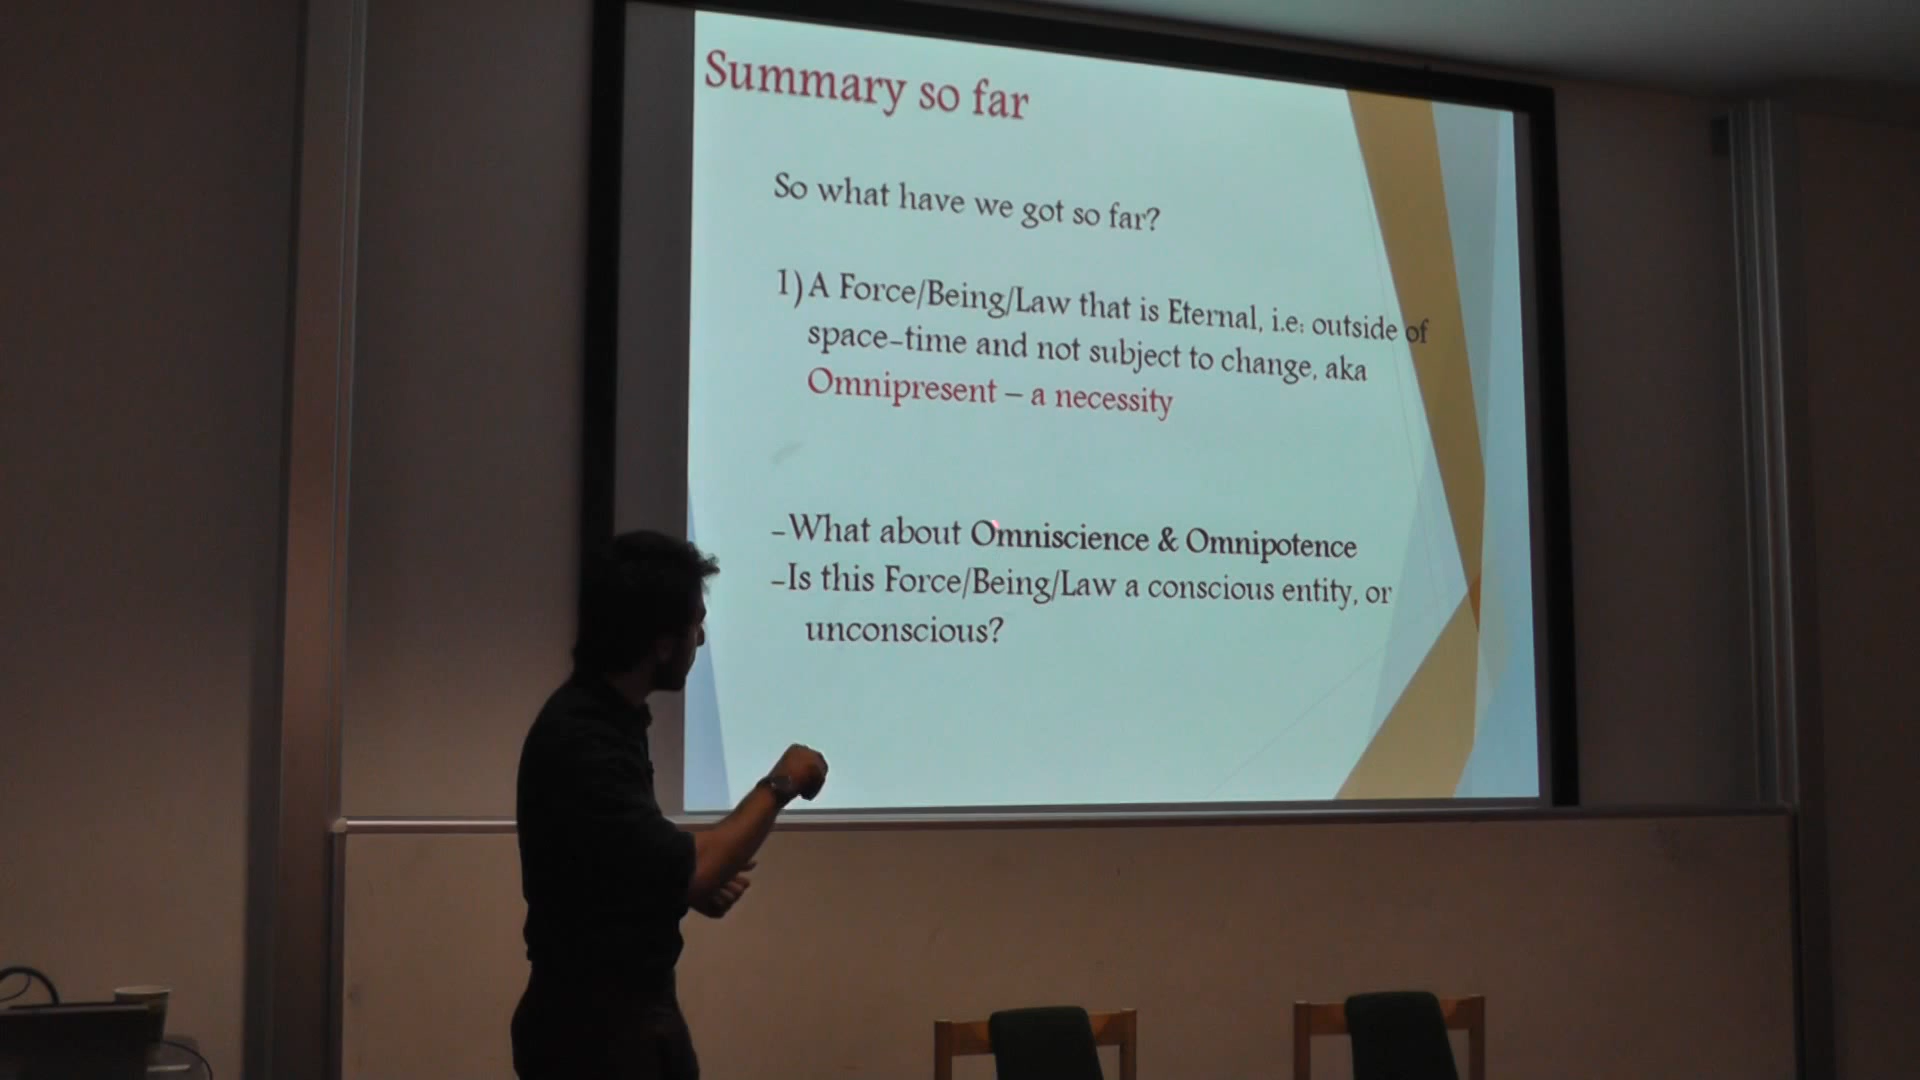 Summary so far
So what have we got so far?
1) A Force/Being/Law that is Eternal, i.e: outside of
space-time and not subject to change, aka
Omnipresent – a necessity
-What about Omniscience & Omnipotence
-Is this Force/Being/Law a conscious entity, or
unconscious?